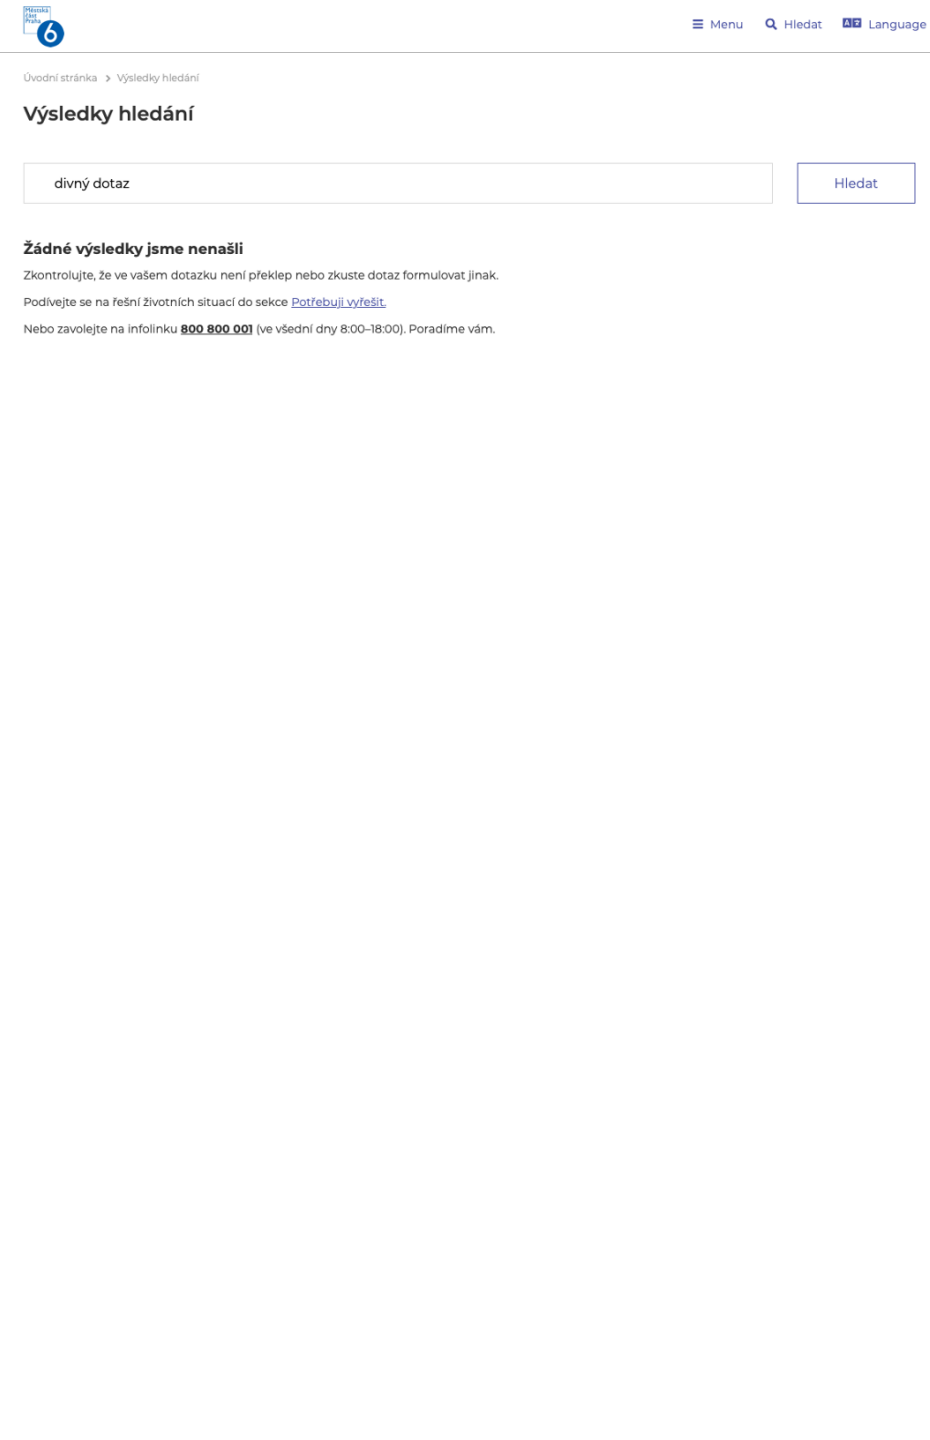 Městská
část
Praha
6
Menu
Hledat
Language
Úvodní stránka > Výsledky hledání
Výsledky hledání
divný dotaz
Hledat
Žádné výsledky jsme nenašli
Zkontrolujte, že ve vašem dotazku není překlep nebo zkuste dotaz formulovat jinak.
Podívejte se na řešní životních situací do sekce Potřebuji vyřešit.
Nebo zavolejte na infolinku 800 800 001 (ve všední dny 8:00–18:00). Poradíme vám.